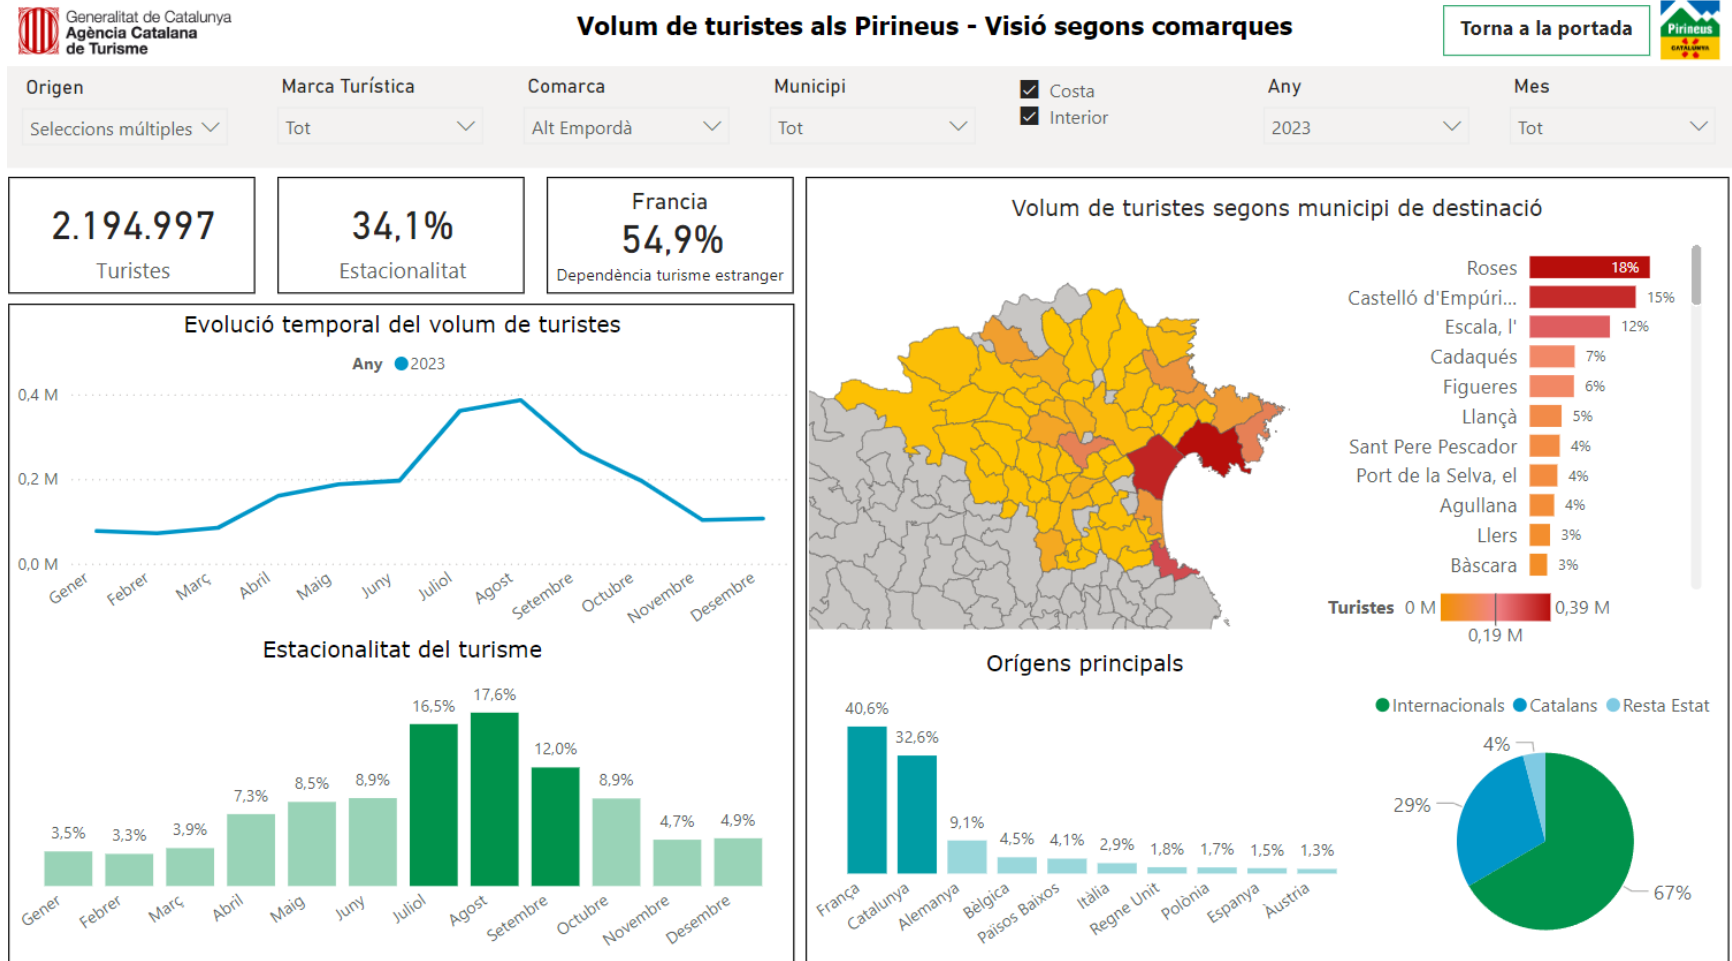 Generalitat de Catalunya
Agència Catalana
de Turisme
Volum de turistes als Pirineus - Visió segons comarques
Torna a la portada
Pirineus
CATALUNYA
Origen
Seleccions múltiples
Marca Turística
Tot
Comarca
Alt Empordà
Municipi
Tot
Costa
Interior
Any
2023
Mes
Tot
2.194.997
Turistes
34,1%
Estacionalitat
Francia
54,9%
Dependència turisme estranger
Evolució temporal del volum de turistes
Any 2023
0,4 M
0,2 M
0,0 M
Gener Febrer Març Abril Maig Juny Juliol Agost Setembre Octubre Novembre Desembre
Estacionalitat del turisme
3,5% 3,3% 3,9% 7,3% 8,5% 8,9% 16,5% 17,6% 12,0% 8,9% 4,7% 4,9%
Gener Febrer Març Abril Maig Juny Juliol Agost Setembre Octubre Novembre Desembre
Volum de turistes segons municipi de destinació
Roses 18%
Castelló d'Empúri... 15%
Escala, l' 12%
Cadaqués 7%
Figueres 6%
Llançà 5%
Sant Pere Pescador 4%
Port de la Selva, el 4%
Agullana 4%
Llers 3%
Bàscara 3%
Turistes 0 M 0,39 M
0,19 M
Orígens principals
40,6% 32,6% 9,1% 4,5% 4,1% 2,9% 1,8% 1,7% 1,5% 1,3%
França Catalunya Alemanya Bèlgica Països Baixos Itàlia Regne Unit Polònia Espanya Àustria
Internacionals Catalans Resta Estat
4%
29%
67%